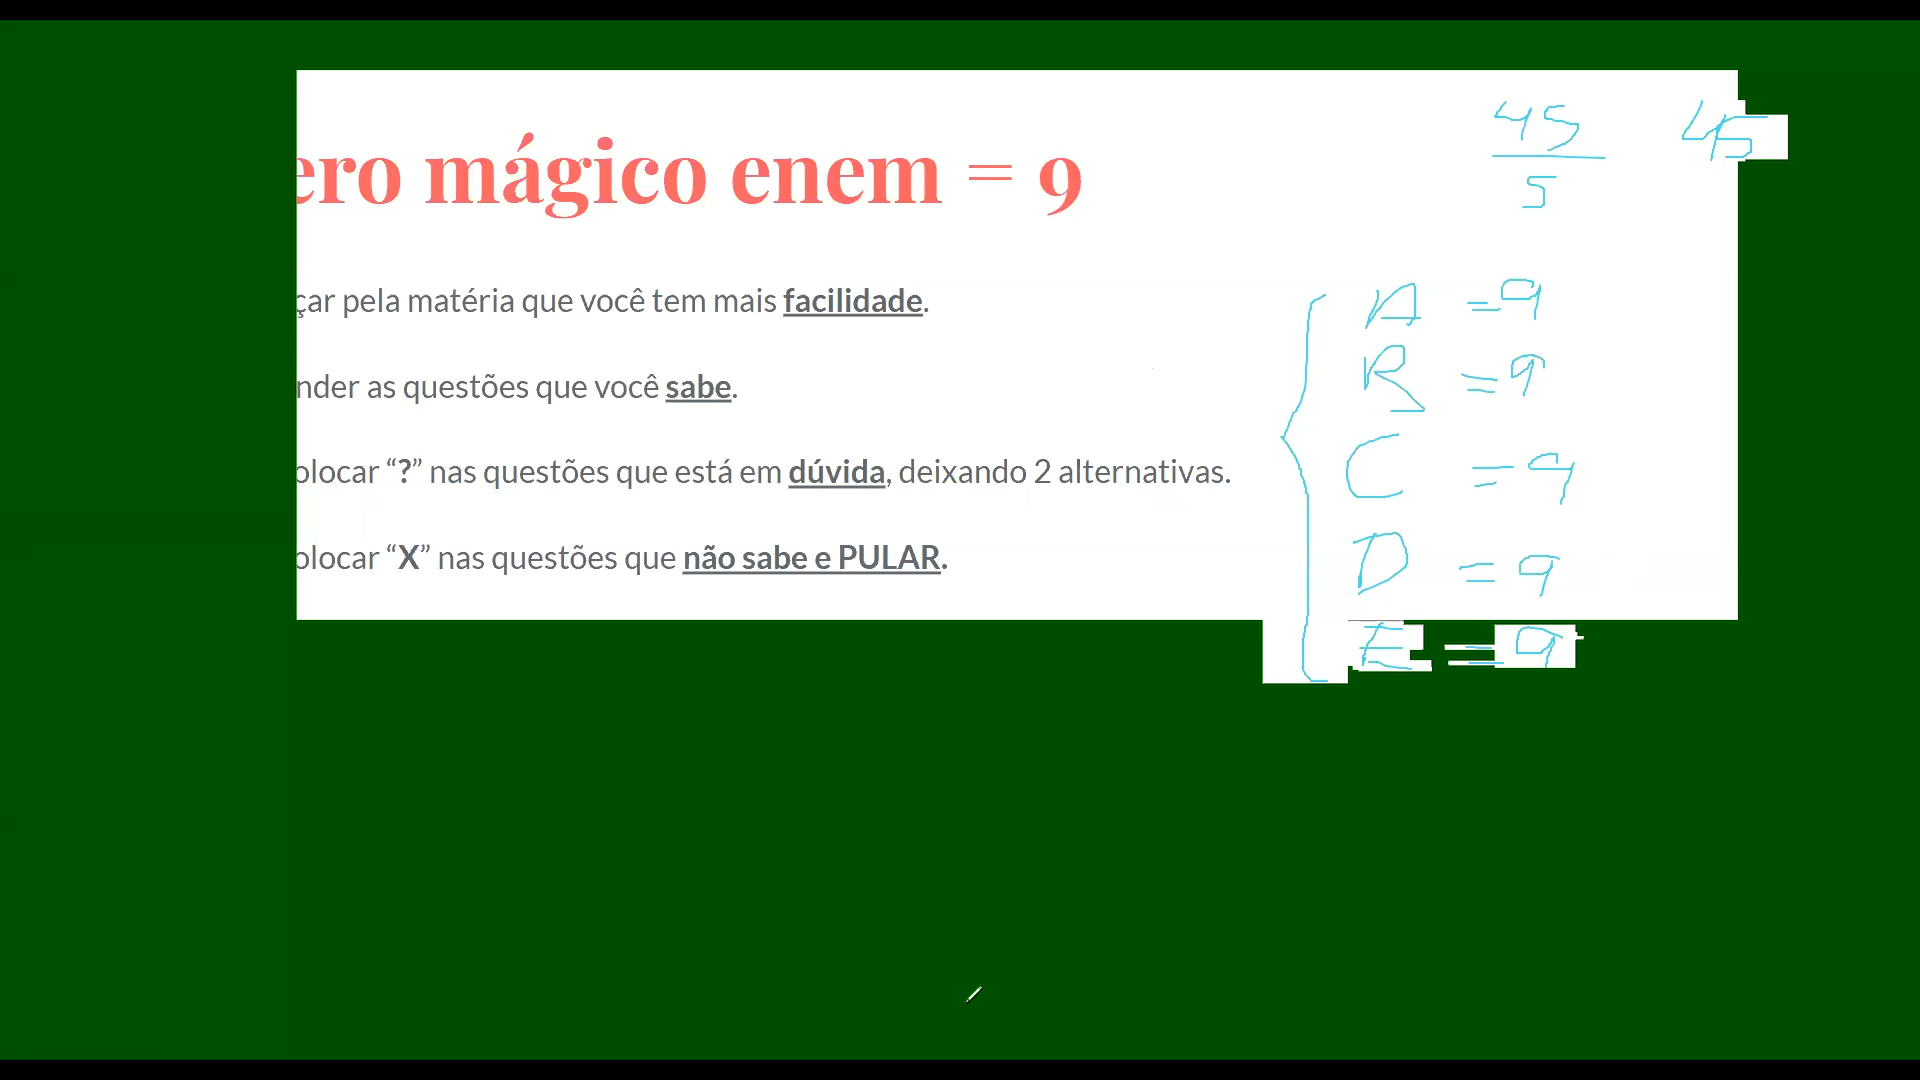 ero mágico enem = 9
çar pela matéria que você tem mais facilidade.
nder as questões que você sabe.
olocar “?” nas questões que está em dúvida, deixando 2 alternativas.
olocar “X” nas questões que não sabe e PULAR.
45 45
5
A = 9
B = 9
C = 9
D = 9
E = 9